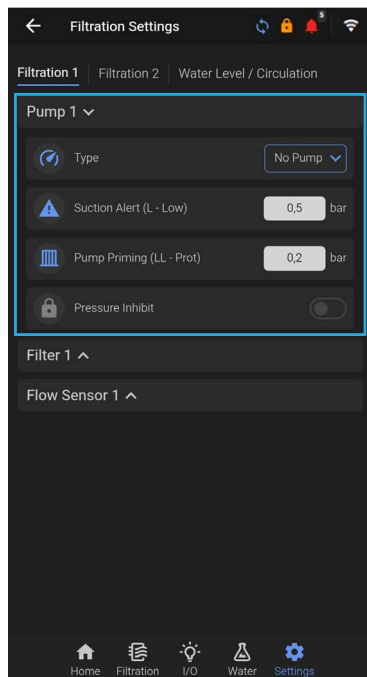 Filtration Settings
5
Filtration 1 Filtration 2 Water Level / Circulation
Pump 1
Type No Pump
Suction Alert (L - Low) 0,5 bar
Pump Priming (LL - Prot) 0,2 bar
Pressure Inhibit
Filter 1
Flow Sensor 1
Home Filtration I/O Water Settings